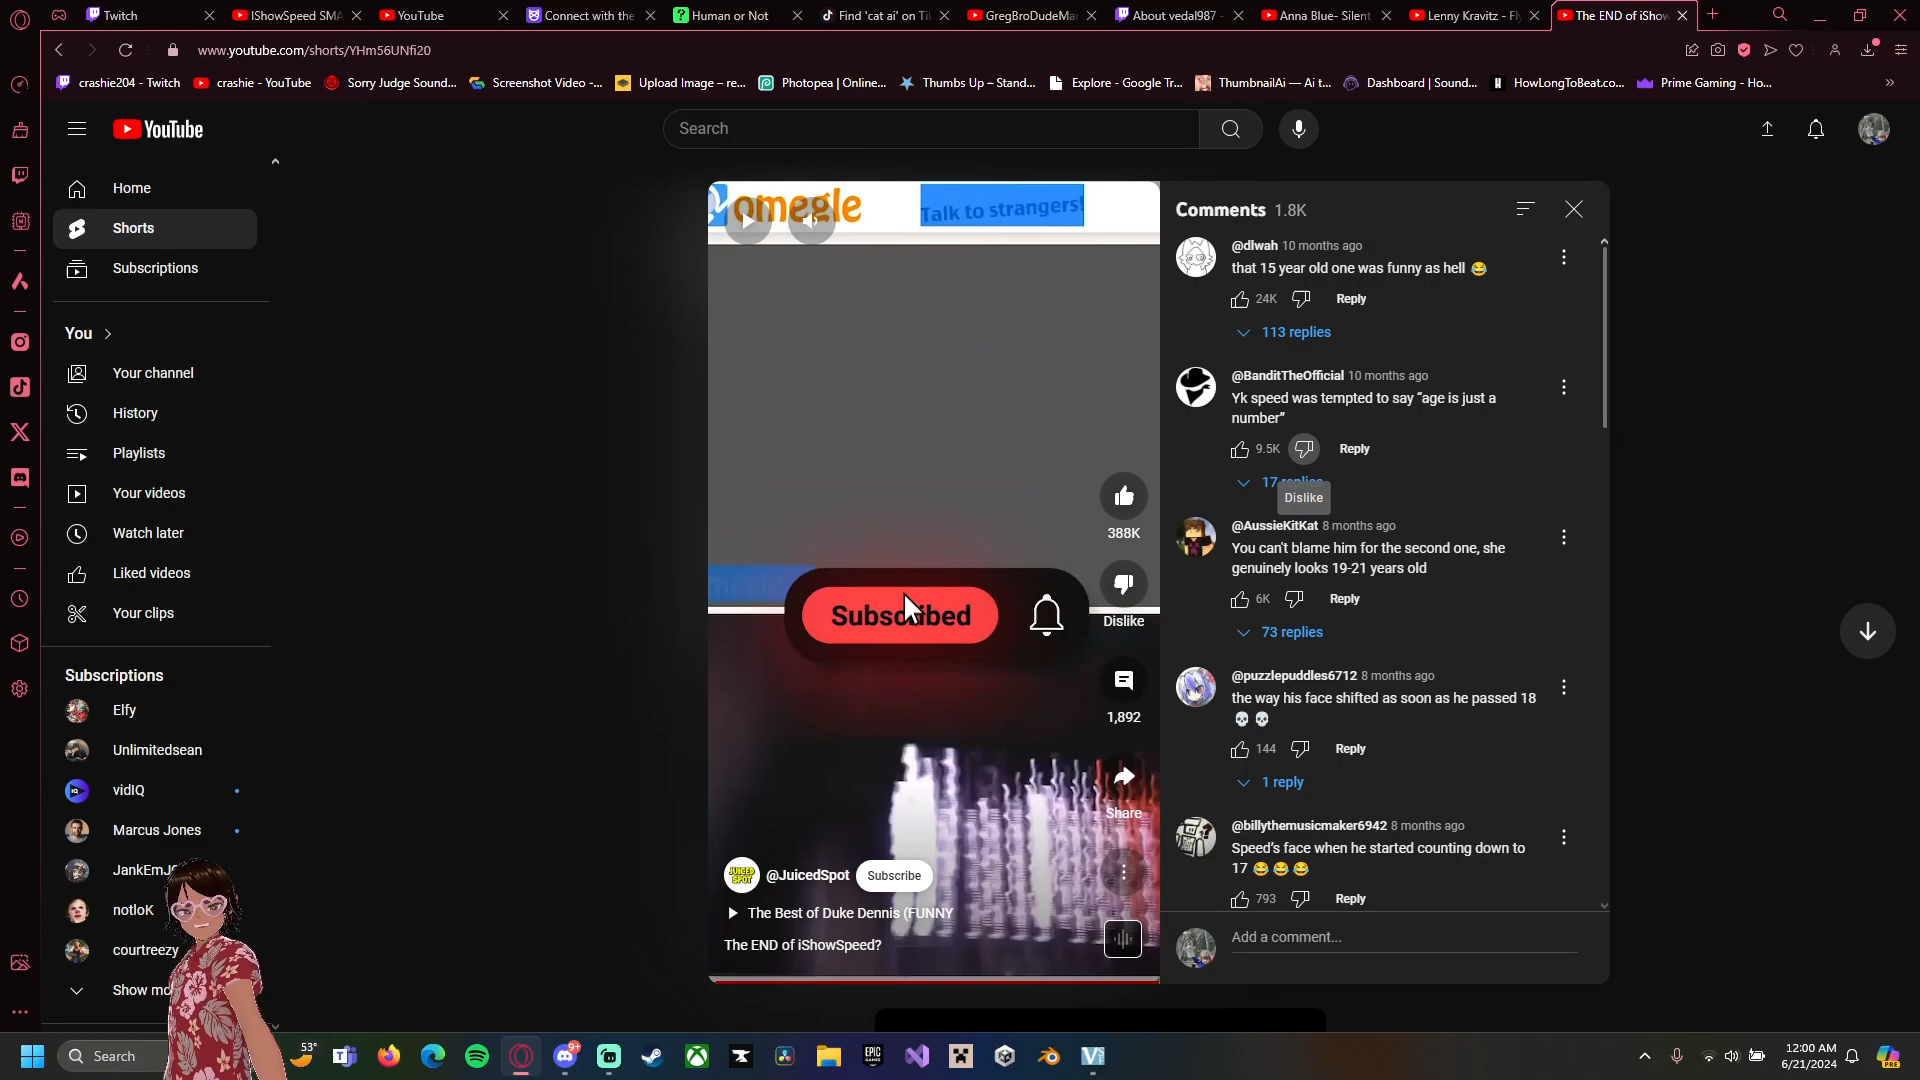 Twitch
IShowSpeed SMA
YouTube
Connect with the
Human or Not
Find 'cat ai' on Ti
GregBroDudeMa
About vedal987 -
Anna Blue- Silent
Lenny Kravitz - Fl
The END of iShow
www.youtube.com/shorts/YHm56UNfi20
crashie204 - Twitch
crashie - YouTube
Sorry Judge Sound...
Screenshot Video -...
Upload Image – re...
Photopea | Online...
Thumbs Up – Stand...
Explore - Google Tr...
ThumbnailAi — Ai t...
Dashboard | Sound...
HowLongToBeat.co...
Prime Gaming - Ho...
YouTube
Search
Home
Shorts
Subscriptions
You
Your channel
History
Playlists
Your videos
Watch later
Liked videos
Your clips
Subscriptions
Elfy
Unlimitedsean
vidIQ
Marcus Jones
notloK
courtreezy
omegle
Talk to strangers!
Subscribed
388K
Dislike
1,892
Share
JUICED SPOT
@JuicedSpot
Subscribe
The Best of Duke Dennis (FUNNY
The END of iShowSpeed?
Comments 1.8K
@dlwah 10 months ago
that 15 year old one was funny as hell 😂
24K Reply
113 replies
@BanditTheOfficial 10 months ago
Yk speed was tempted to say “age is just a
number”
9.5K Reply
17 replies
Dislike
@AussieKitKat 8 months ago
You can't blame him for the second one, she
genuinely looks 19-21 years old
6K Reply
73 replies
@puzzlepuddles6712 8 months ago
the way his face shifted as soon as he passed 18
💀💀
144 Reply
1 reply
@billythemusicmaker6942 8 months ago
Speed’s face when he started counting down to
17 😂😂😂
793 Reply
Add a comment...
Search
53°
9+
EPIC GAMES
12:00 AM
6/21/2024
PRE